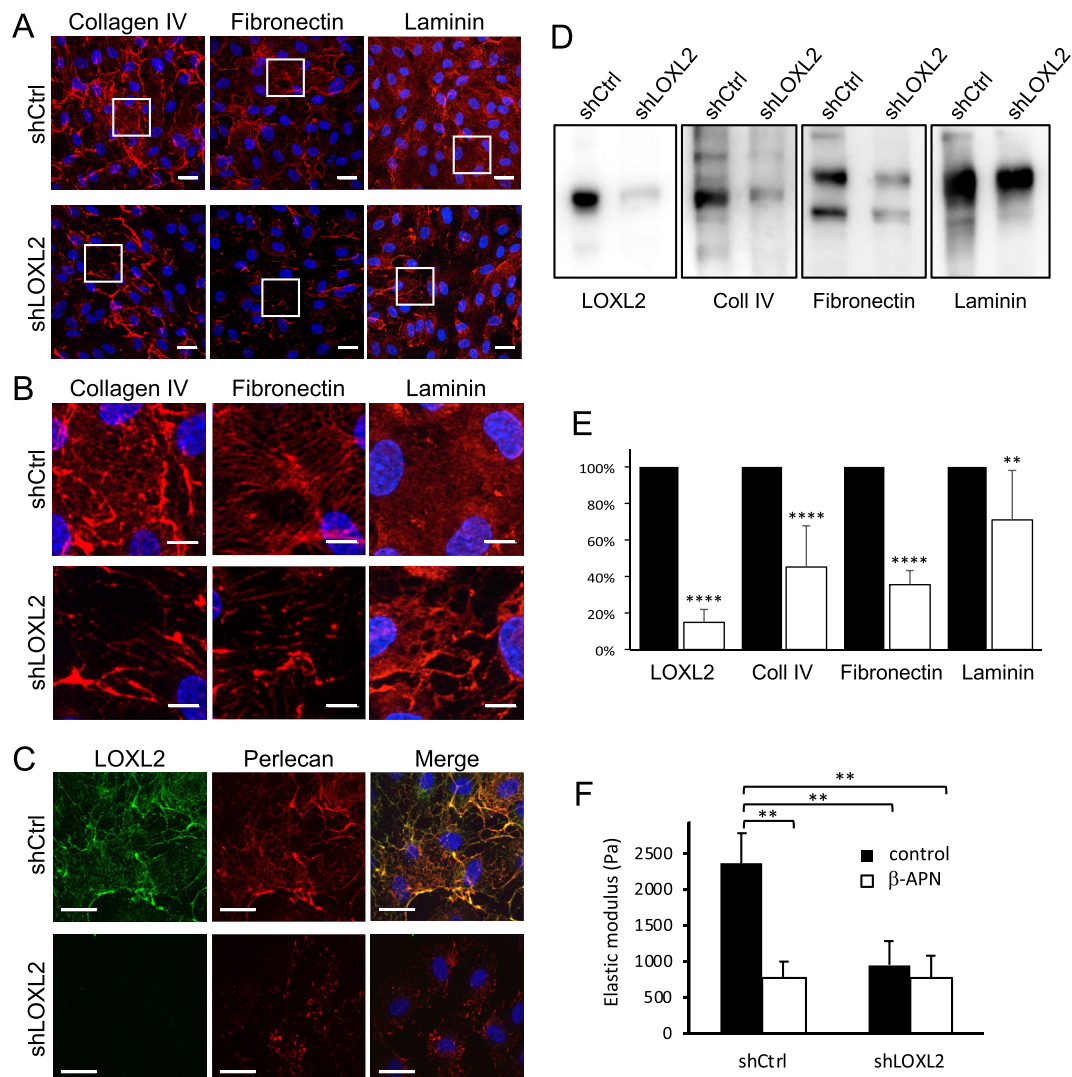 A
Collagen IV Fibronectin Laminin
shCtrl
shLOXL2
B
Collagen IV Fibronectin Laminin
shCtrl
shLOXL2
C
LOXL2 Perlecan Merge
shCtrl
shLOXL2
D
shCtrl shLOXL2 shCtrl shLOXL2 shCtrl shLOXL2 shCtrl shLOXL2
LOXL2 Coll IV Fibronectin Laminin
E
100%
80%
60%
40%
20%
0%
**** **** **** **
LOXL2 Coll IV Fibronectin Laminin
F
**
**
**
Elastic modulus (Pa)
2500
2000
1500
1000
500
0
control
β-APN
shCtrl shLOXL2